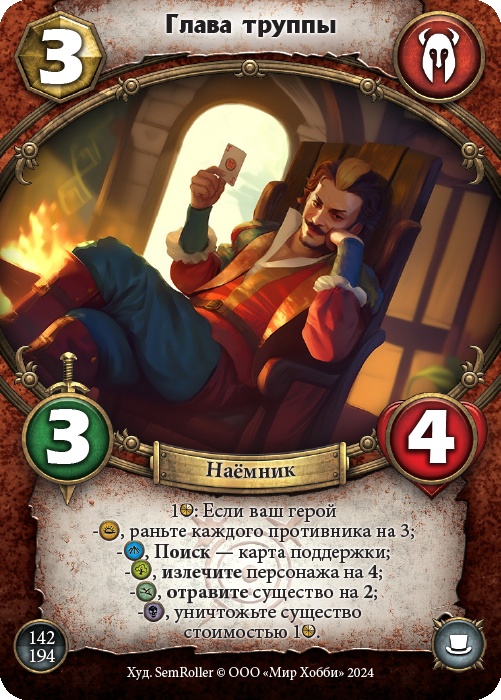 Глава труппы
3
3
4
Наёмник
1: Если ваш герой
-, раньте каждого противника на 3;
-, Поиск — карта поддержки;
-, излечите персонажа на 4;
-, отравите существо на 2;
-, уничтожьте существо
стоимостью 1.
142
194
Худ. SemRoller © ООО «Мир Хобби» 2024